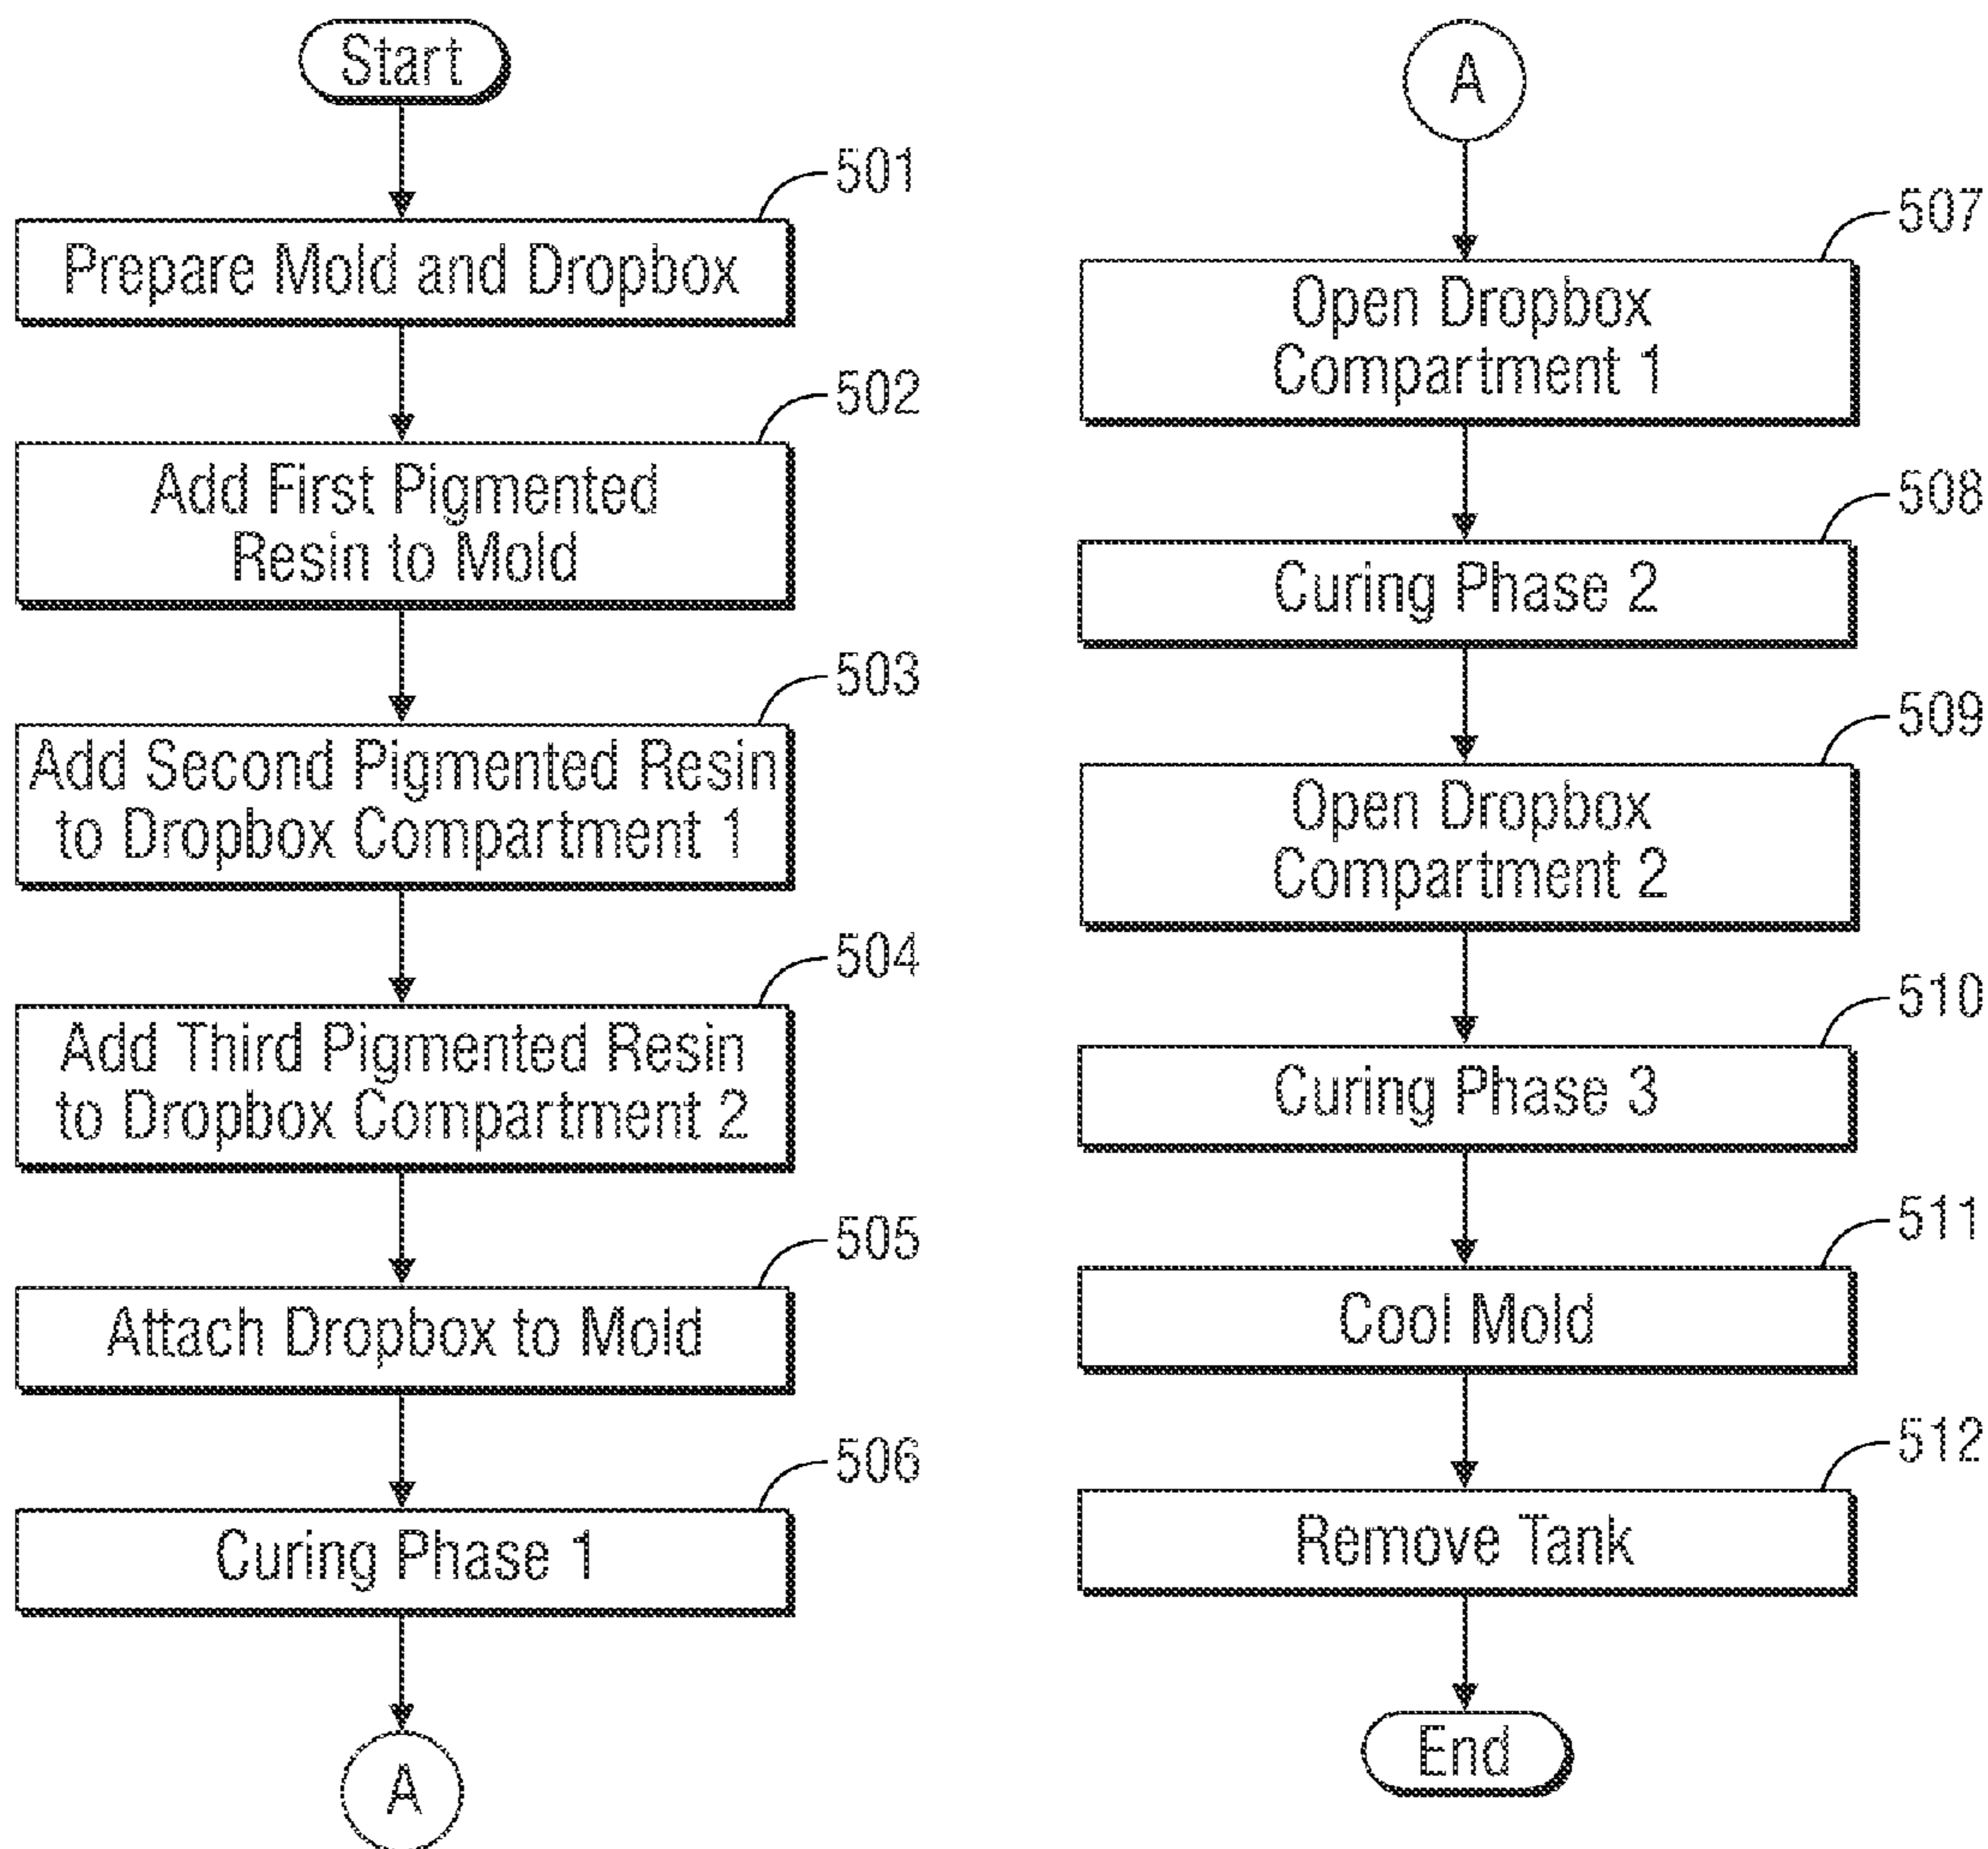 Start
501
Prepare Mold and Dropbox
502
Add First Pigmented
Resin to Mold
503
Add Second Pigmented Resin
to Dropbox Compartment 1
504
Add Third Pigmented Resin
to Dropbox Compartment 2
505
Attach Dropbox to Mold
506
Curing Phase 1
A
A
507
Open Dropbox
Compartment 1
508
Curing Phase 2
509
Open Dropbox
Compartment 2
510
Curing Phase 3
511
Cool Mold
512
Remove Tank
End